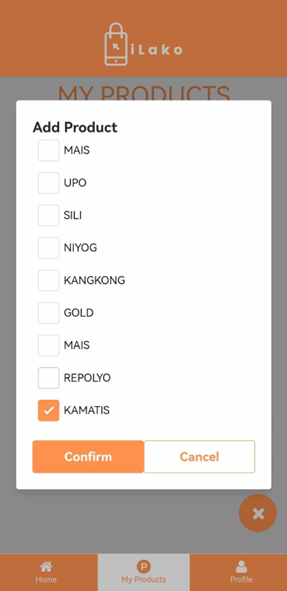 iLako
MY PRODUCTS
Add Product
MAIS
UPO
SILI
NIYOG
KANGKONG
GOLD
MAIS
REPOLYO
KAMATIS
Confirm Cancel
P
Home My Products Profile